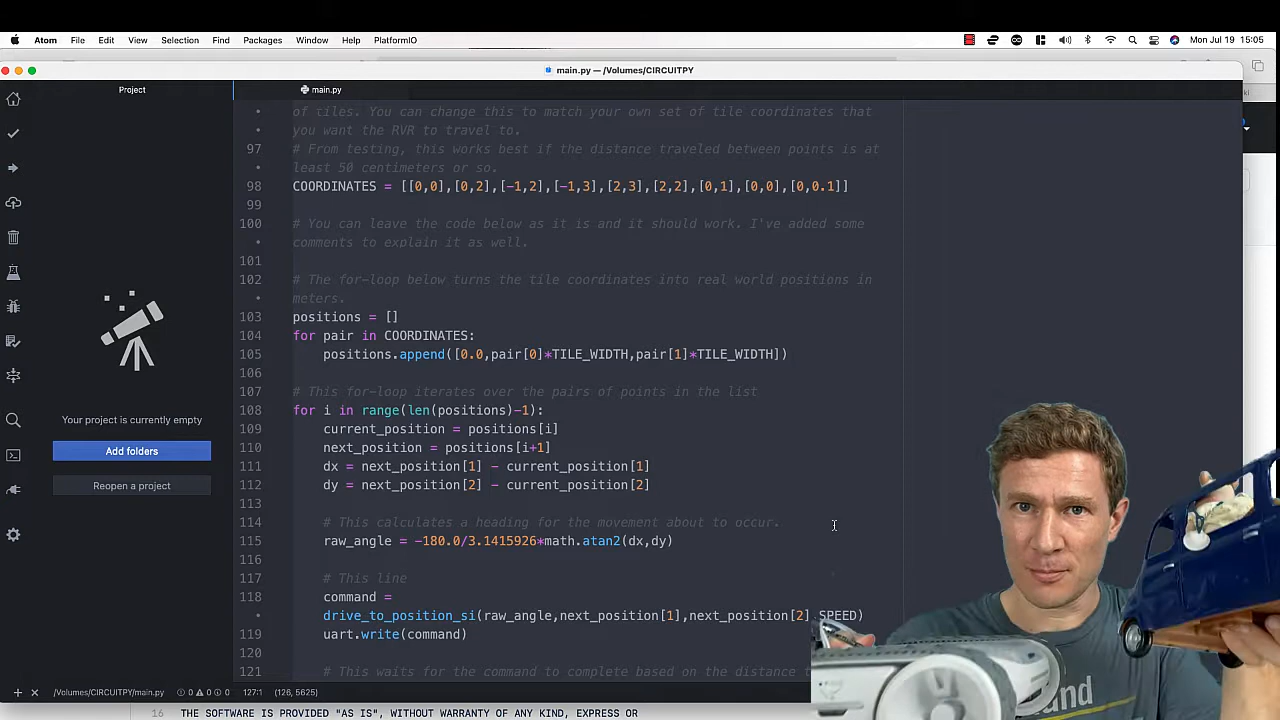 Atom File Edit View Selection Find Packages Window Help PlatformIO Mon Jul 19 15:05
main.py — /Volumes/CIRCUITPY
Project
main.py
of tiles. You can change this to match your own set of tile coordinates that
you want the RVR to travel to.
97 # From testing, this works best if the distance traveled between points is at
least 50 centimeters or so.
98 COORDINATES = [[0,0],[0,2],[-1,2],[-1,3],[2,3],[2,2],[0,1],[0,0],[0,0.1]]
99
100 # You can leave the code below as it is and it should work. I've added some
comments to explain it as well.
101
102 # The for-loop below turns the tile coordinates into real world positions in
meters.
103 positions = []
104 for pair in COORDINATES:
105 positions.append([0.0,pair[0]*TILE_WIDTH,pair[1]*TILE_WIDTH])
106
107 # This for-loop iterates over the pairs of points in the list
108 for i in range(len(positions)-1):
109 current_position = positions[i]
110 next_position = positions[i+1]
111 dx = next_position[1] - current_position[1]
112 dy = next_position[2] - current_position[2]
113
114 # This calculates a heading for the movement about to occur.
115 raw_angle = -180.0/3.1415926*math.atan2(dx,dy)
116
117 # This line
118 command =
drive_to_position_si(raw_angle,next_position[1],next_position[2],SPEED)
119 uart.write(command)
120
121 # This waits for the command to complete based on the distance
Your project is currently empty
Add folders
Reopen a project
/Volumes/CIRCUITPY/main.py 0 0 0 127:1 (126, 5625)
16 THE SOFTWARE IS PROVIDED "AS IS", WITHOUT WARRANTY OF ANY KIND, EXPRESS OR